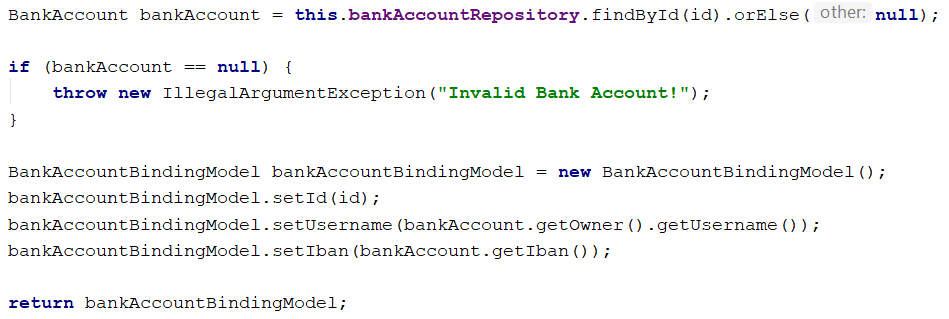 BankAccount bankAccount = this.bankAccountRepository.findById(id).orElse( other: null);
if (bankAccount == null) {
    throw new IllegalArgumentException("Invalid Bank Account!");
}
BankAccountBindingModel bankAccountBindingModel = new BankAccountBindingModel();
bankAccountBindingModel.setId(id);
bankAccountBindingModel.setUsername(bankAccount.getOwner().getUsername());
bankAccountBindingModel.setIban(bankAccount.getIban());
return bankAccountBindingModel;